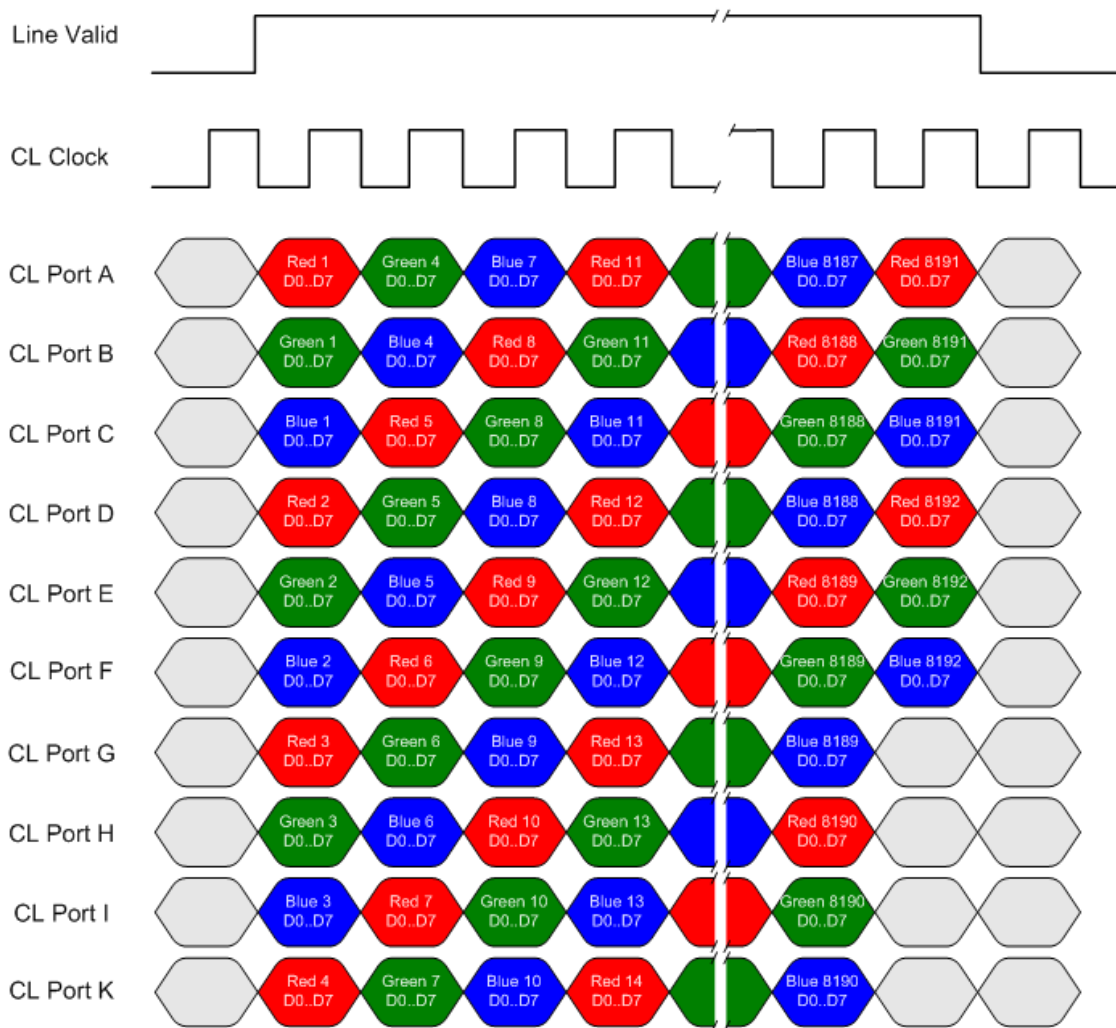 Line Valid
CL Clock
CL Port A
Red 1
D0..D7
Green 4
D0..D7
Blue 7
D0..D7
Red 11
D0..D7
Blue 8187
D0..D7
Red 8191
D0..D7
CL Port B
Green 1
D0..D7
Blue 4
D0..D7
Red 8
D0..D7
Green 11
D0..D7
Red 8188
D0..D7
Green 8191
D0..D7
CL Port C
Blue 1
D0..D7
Red 5
D0..D7
Green 8
D0..D7
Blue 11
D0..D7
Green 8188
D0..D7
Blue 8191
D0..D7
CL Port D
Red 2
D0..D7
Green 5
D0..D7
Blue 8
D0..D7
Red 12
D0..D7
Blue 8188
D0..D7
Red 8192
D0..D7
CL Port E
Green 2
D0..D7
Blue 5
D0..D7
Red 9
D0..D7
Green 12
D0..D7
Red 8189
D0..D7
Green 8192
D0..D7
CL Port F
Blue 2
D0..D7
Red 6
D0..D7
Green 9
D0..D7
Blue 12
D0..D7
Green 8189
D0..D7
Blue 8192
D0..D7
CL Port G
Red 3
D0..D7
Green 6
D0..D7
Blue 9
D0..D7
Red 13
D0..D7
Blue 8189
D0..D7
CL Port H
Green 3
D0..D7
Blue 6
D0..D7
Red 10
D0..D7
Green 13
D0..D7
Red 8190
D0..D7
CL Port I
Blue 3
D0..D7
Red 7
D0..D7
Green 10
D0..D7
Blue 13
D0..D7
Green 8190
D0..D7
CL Port K
Red 4
D0..D7
Green 7
D0..D7
Blue 10
D0..D7
Red 14
D0..D7
Blue 8190
D0..D7